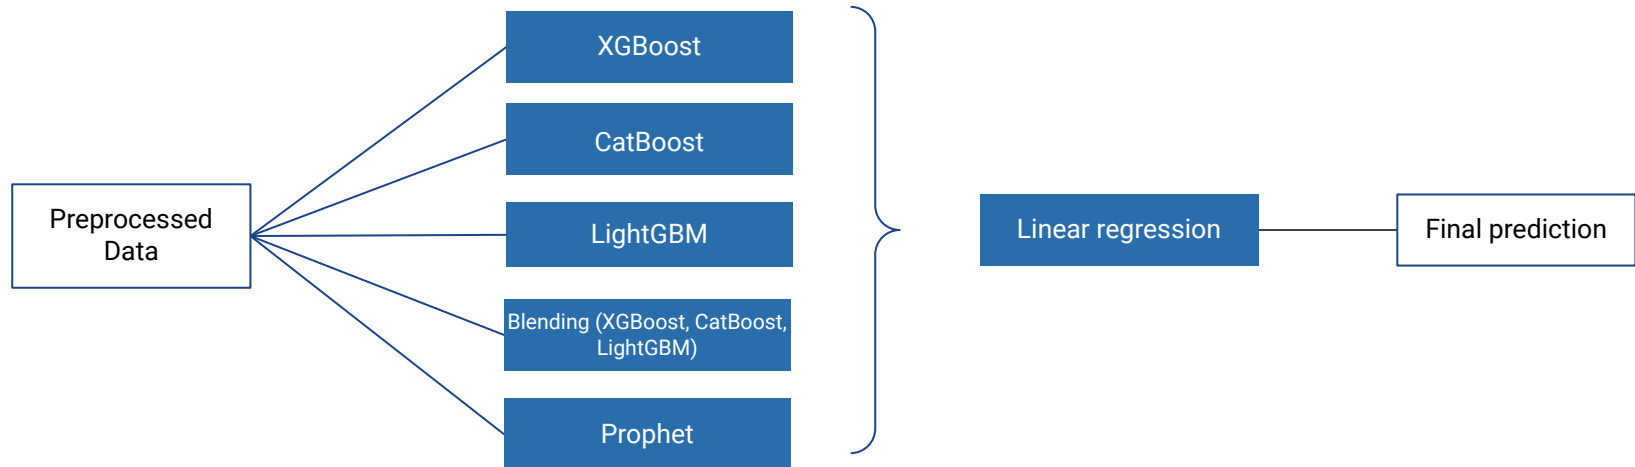 XGBoost
CatBoost
Preprocessed
Data
LightGBM
Blending (XGBoost, CatBoost,
LightGBM)
Prophet
Linear regression
Final prediction